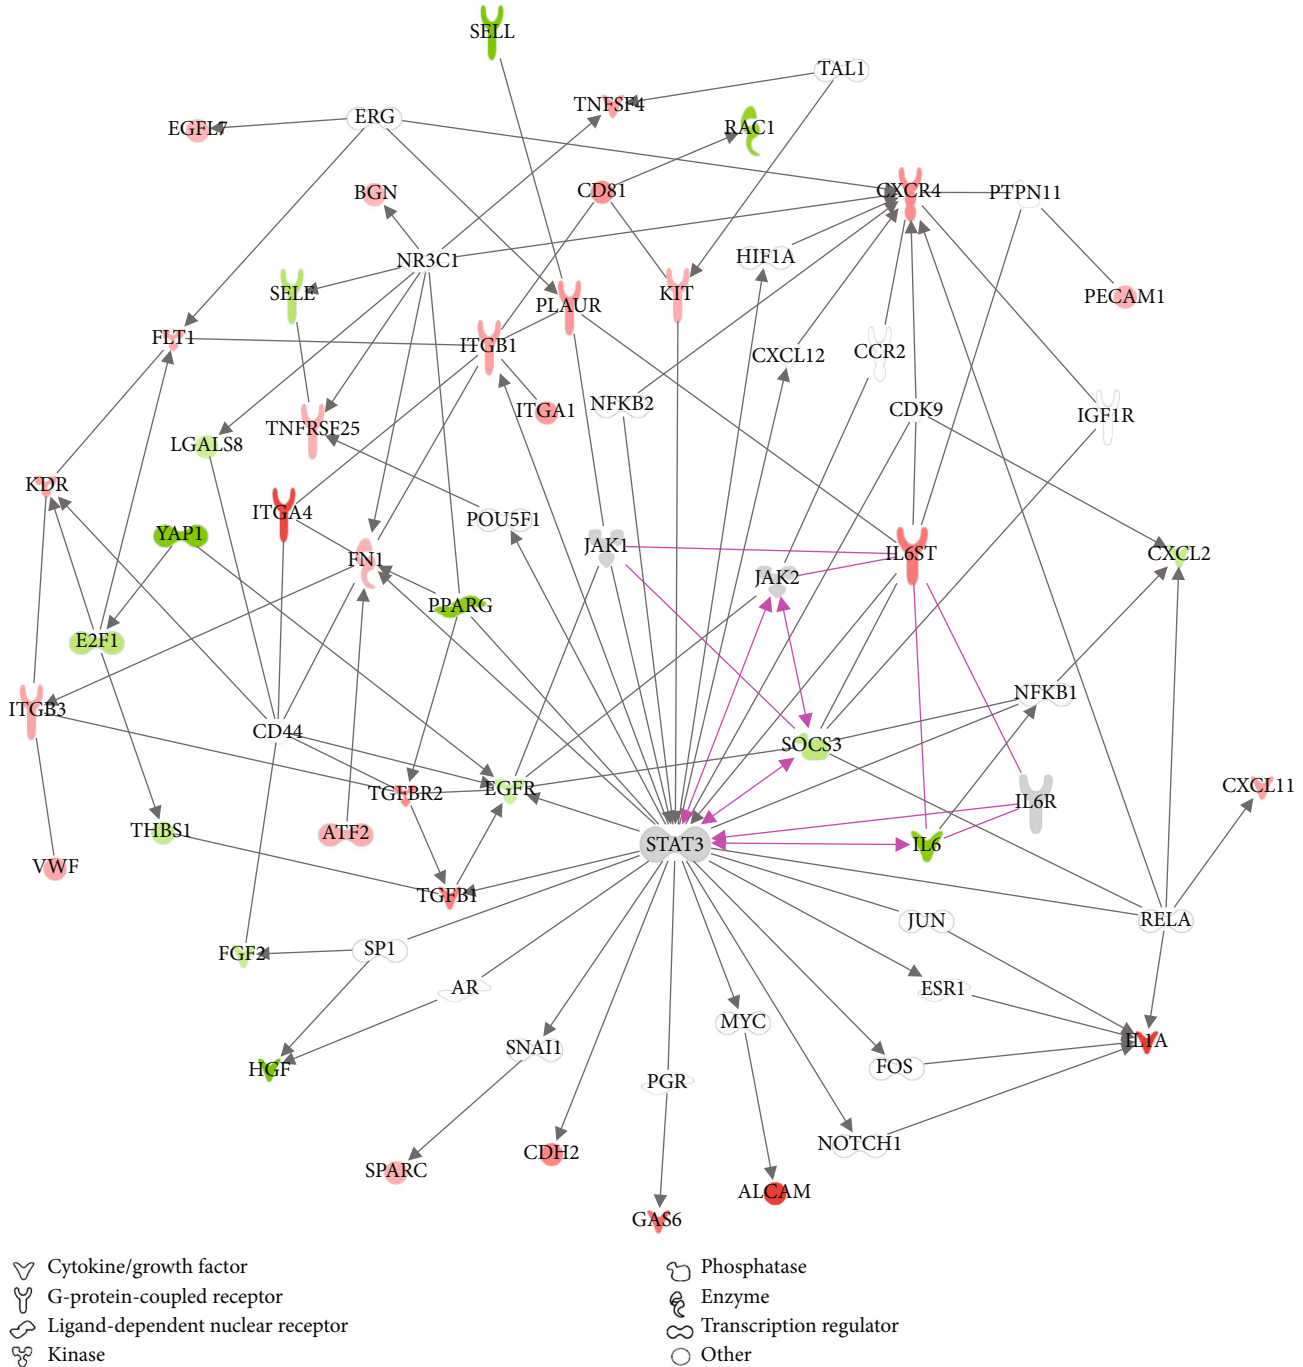 SELL
TAL1
TNFSF4
ERG
EGFL7
RAC1
BGN
CD81
CXCR4
PTPN11
NR3C1
HIF1A
SELE
KIT
PECAM1
PLAUR
FLT1
ITGB1
CXCL12
CCR2
NFKB2
ITGA1
CDK9
IGF1R
TNFRSF25
LGALS8
KDR
ITGA4
POU5F1
YAP1
JAK1
IL6ST
CXCL2
FN1
JAK2
PPARG
E2F1
NFKB1
ITGB3
CD44
SOCS3
TGFBR2
EGFR
CXCL11
IL6R
THBS1
ATF2
STAT3
IL6
VWF
TGFB1
JUN
RELA
SP1
FGF2
AR
ESR1
MYC
IL1A
SNAI1
HGF
FOS
PGR
NOTCH1
CDH2
SPARC
ALCAM
GAS6
Cytokine/growth factor
G-protein-coupled receptor
Ligand-dependent nuclear receptor
Kinase
Phosphatase
Enzyme
Transcription regulator
Other